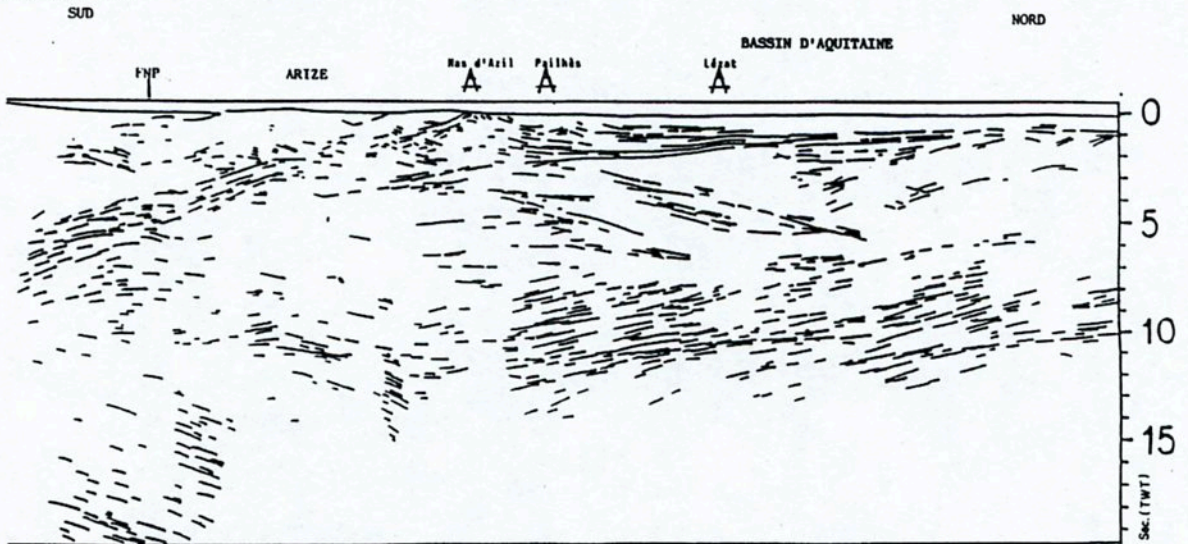 SUD
NORD
BASSIN D'AQUITAINE
FNP
ARIZE
Mas d'Azil
Pailhès
Lézat
0
5
10
15
Sec.(TWT)